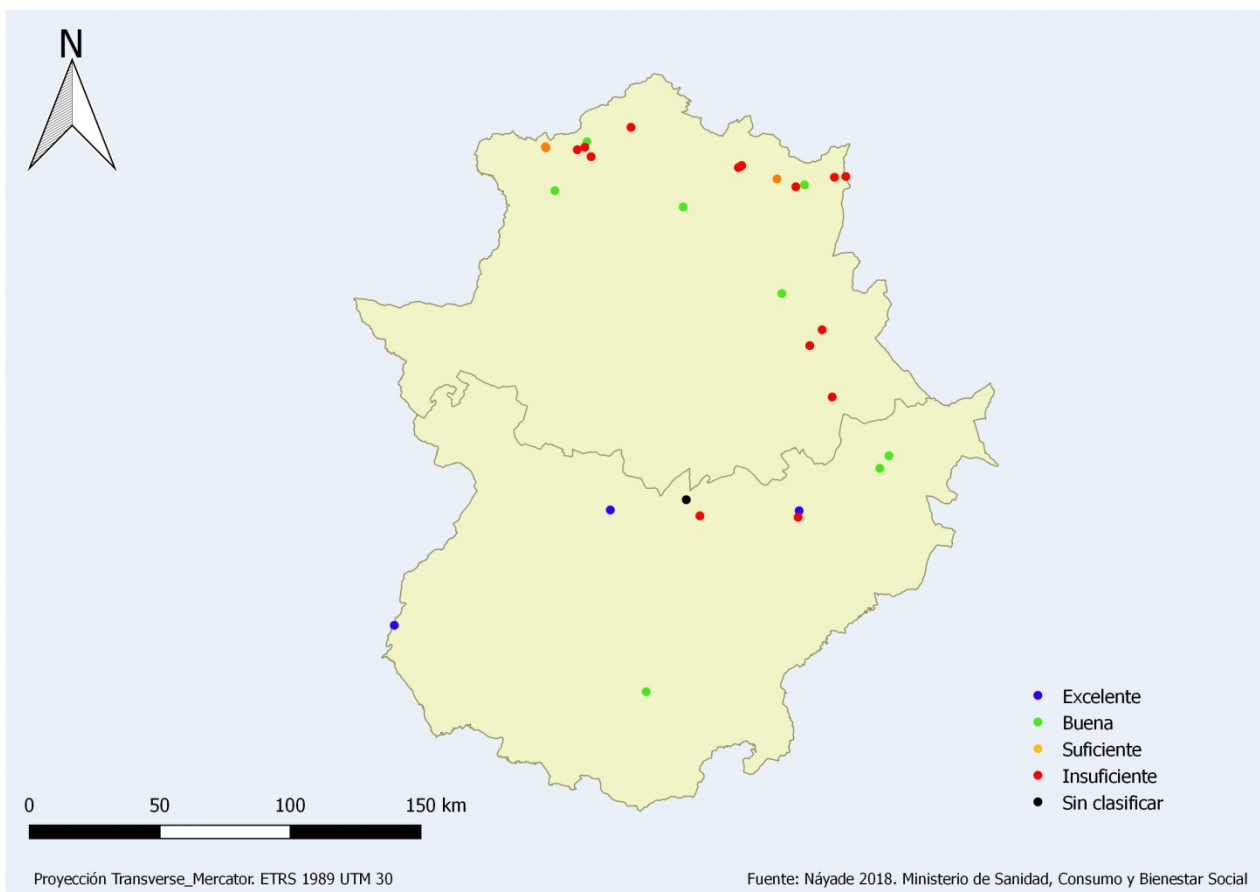 N
Excelente
Buena
Suficiente
Insuficiente
Sin clasificar
0 50 100 150 km
Proyección Transverse_Mercator. ETRS 1989 UTM 30
Fuente: Náyade 2018. Ministerio de Sanidad, Consumo y Bienestar Social